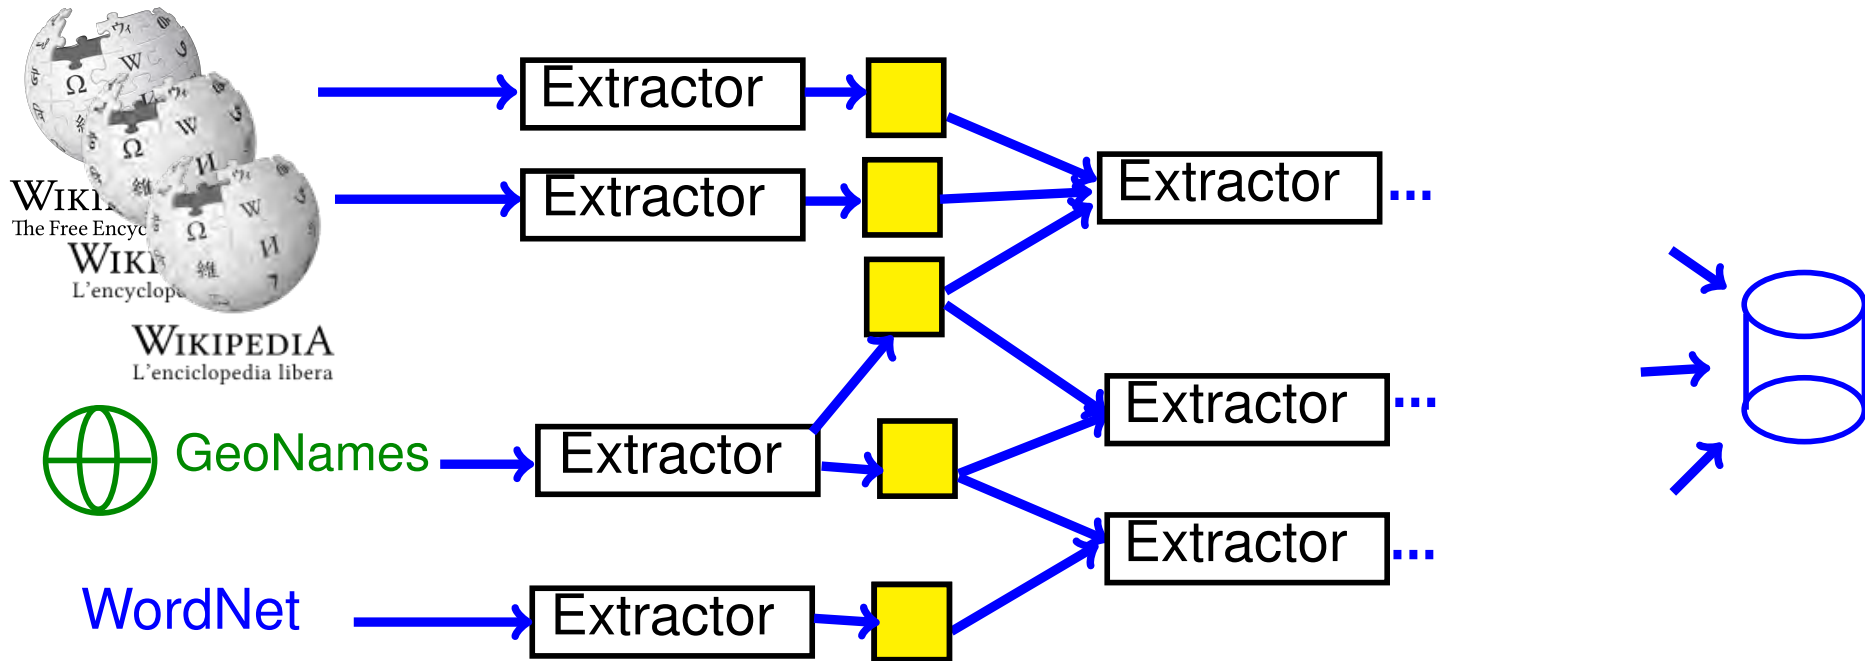 Extractor
Extractor ...
Extractor
WIKI
The Free Encyc
WIKI
L'encyclop
WIKIPEDIA
L'enciclopedia libera
Extractor ...
GeoNames Extractor
Extractor ...
WordNet Extractor